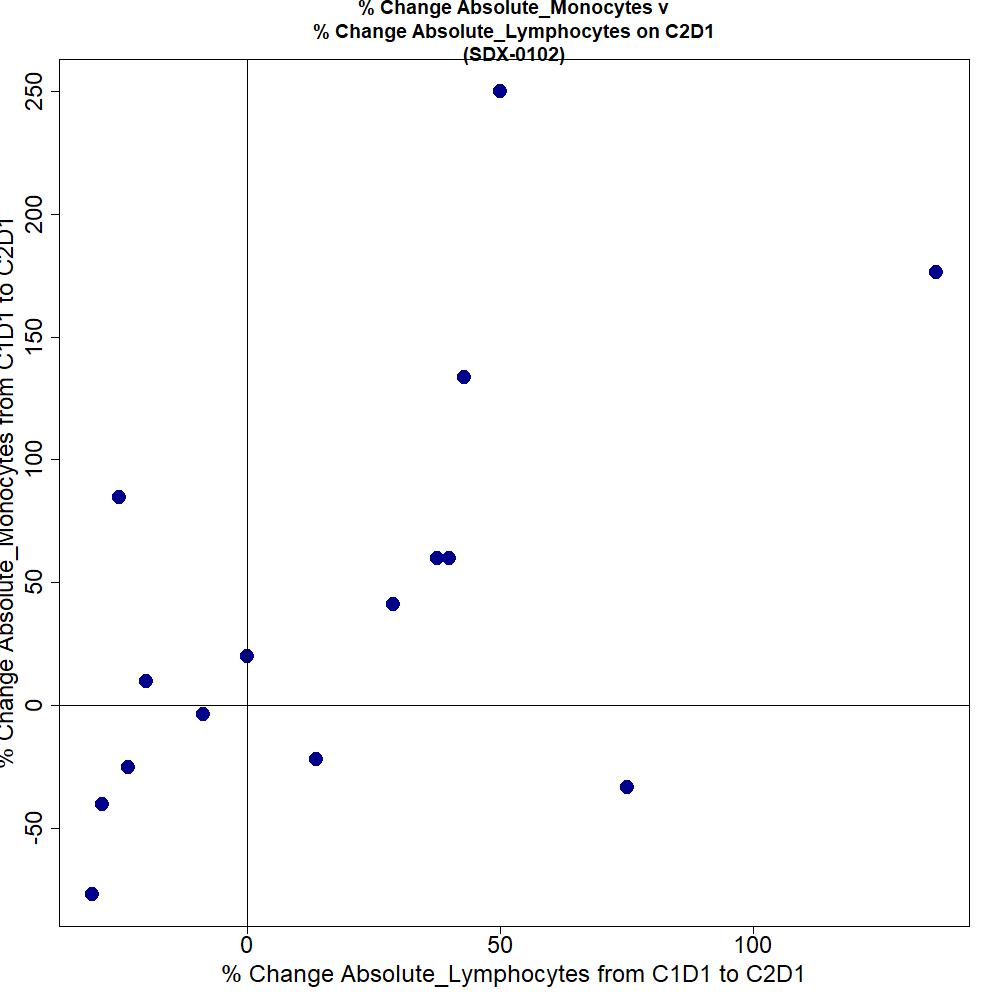 % Change Absolute_Monocytes v
% Change Absolute_Lymphocytes on C2D1
(SDX-0102)
% Change Absolute_Monocytes from C1D1 to C2D1
250
200
150
100
50
0
-50
0
50
100
% Change Absolute_Lymphocytes from C1D1 to C2D1